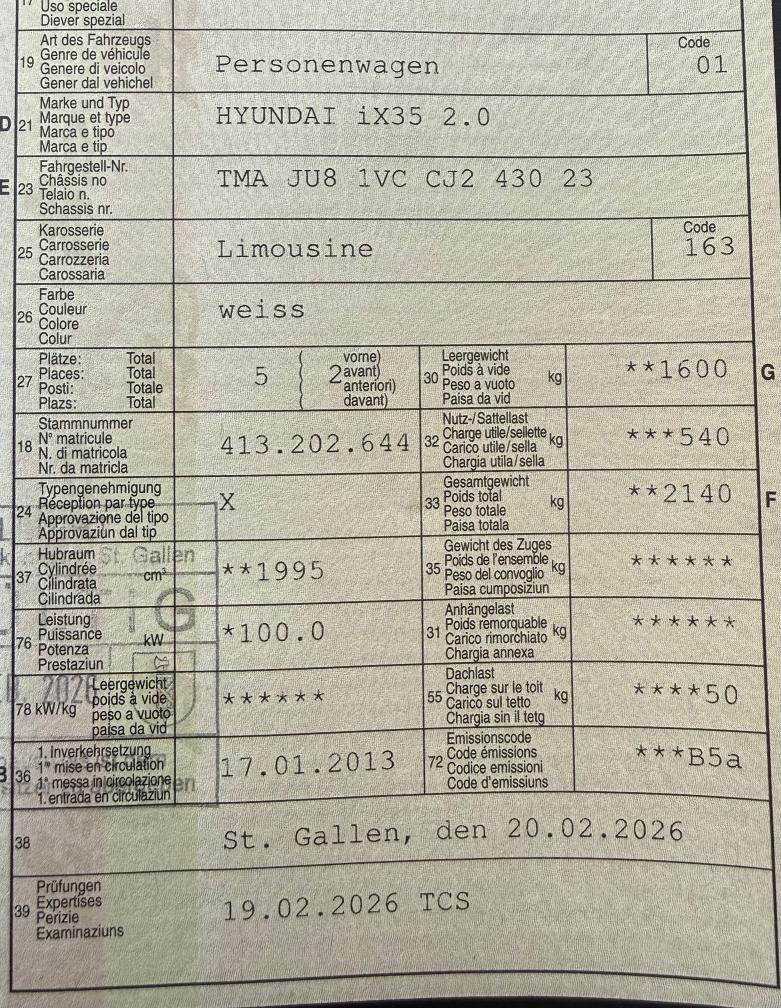 17 Uso speciale
Diever spezial
Art des Fahrzeugs
Genre de véhicule
19 Genere di veicolo
Gener dal vehichel
Personenwagen
Code
01
Marke und Typ
D 21 Marque et type
Marca e tipo
Marca e tip
HYUNDAI iX35 2.0
Fahrgestell-Nr.
E 23 Châssis no
Telaio n.
Schassis nr.
TMA JU8 1VC CJ2 430 23
Karosserie
25 Carrosserie
Carrozzeria
Carossaria
Limousine
Code
163
Farbe
26 Couleur
Colore
Colur
weiss
Plätze: Total
27 Places: Total
Posti: Totale
Plazs: Total
5 ( 2 vorne)
avant)
anteriori)
davant)
Leergewicht
30 Poids à vide kg
Peso a vuoto
Paisa da vid
**1600 G
Stammnummer
18 N° matricule
N. di matricola
Nr. da matricla
413.202.644
Nutz-/Sattellast
32 Charge utile/sellette kg
Carico utile/sella
Chargia utila/sella
***540
Typengenehmigung
24 Réception par type
Approvazione del tipo
Approvaziun dal tip
X
Gesamtgewicht
33 Poids total kg
Peso totale
Paisa totala
**2140 F
Hubraum
37 Cylindrée cm³
Cilindrata
Cilindrada
**1995
St. Gallen
Gewicht des Zuges
35 Poids de l'ensemble kg
Peso del convoglio
Paisa cumposiziun
******
Leistung
76 Puissance kW
Potenza
Prestaziun
*100.0
G
Anhängelast
31 Poids remorquable kg
Carico rimorchiato
Chargia annexa
******
Leergewicht
78 kW/kg poids à vide
peso a vuoto
paisa da vid
******
Dachlast
55 Charge sur le toit kg
Carico sul tetto
Chargia sin il tetg
****50
1. Inverkehrsetzung
B 36 1re mise en circulation
1a messa in circolazione
1. entrada en circulaziun
17.01.2013
Emissionscode
72 Code émissions
Codice emissioni
Code d'emissiuns
***B5a
38 St. Gallen, den 20.02.2026
Prüfungen
39 Expertises
Perizie
Examinaziuns
19.02.2026 TCS